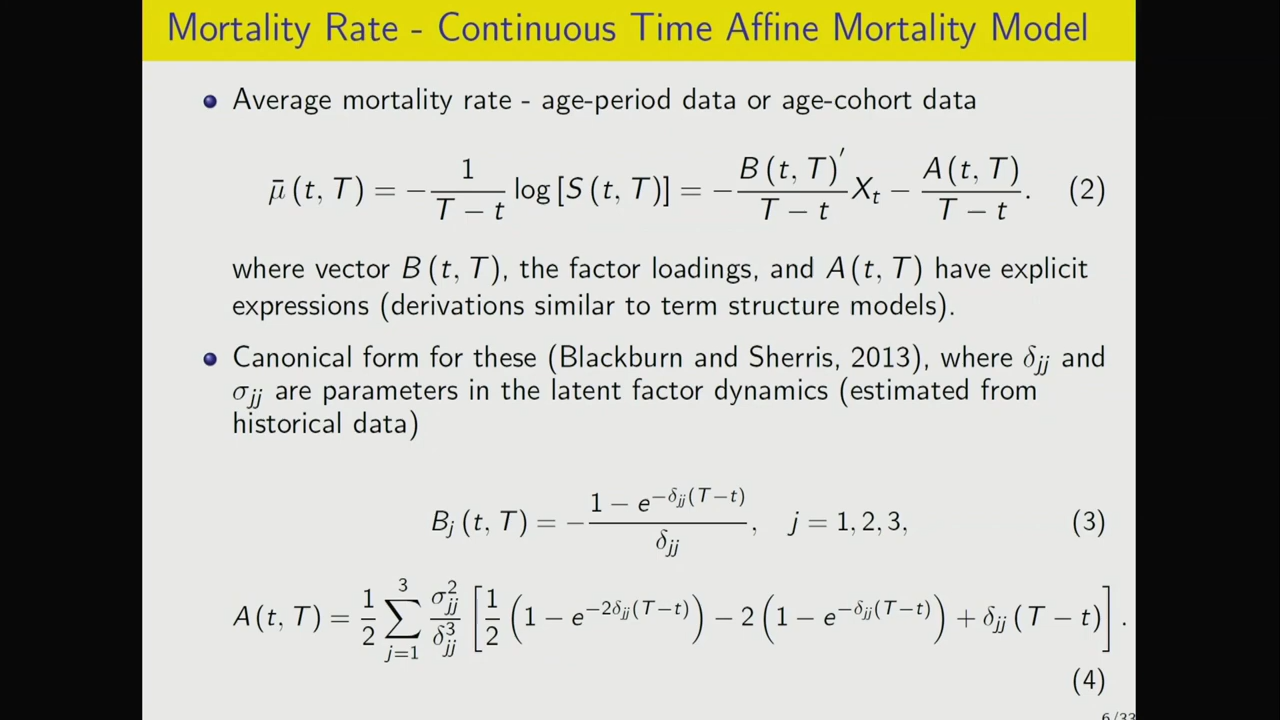 Mortality Rate - Continuous Time Affine Mortality Model
Average mortality rate - age-period data or age-cohort data
μ̄ (t, T) = − 1/(T − t) log [S (t, T)] = − B (t, T)′/(T − t) X_t − A (t, T)/(T − t). (2)
where vector B (t, T), the factor loadings, and A (t, T) have explicit
expressions (derivations similar to term structure models).
Canonical form for these (Blackburn and Sherris, 2013), where δ_jj and
σ_jj are parameters in the latent factor dynamics (estimated from
historical data)
B_j (t, T) = − (1 − e^{−δ_jj(T−t)})/δ_jj, j = 1, 2, 3, (3)
A (t, T) = 1/2 ∑_{j=1}^{3} σ_jj^2/δ_jj^3 [1/2 (1 − e^{−2δ_jj(T−t)}) − 2 (1 − e^{−δ_jj(T−t)}) + δ_jj (T − t)].
(4)
6/33